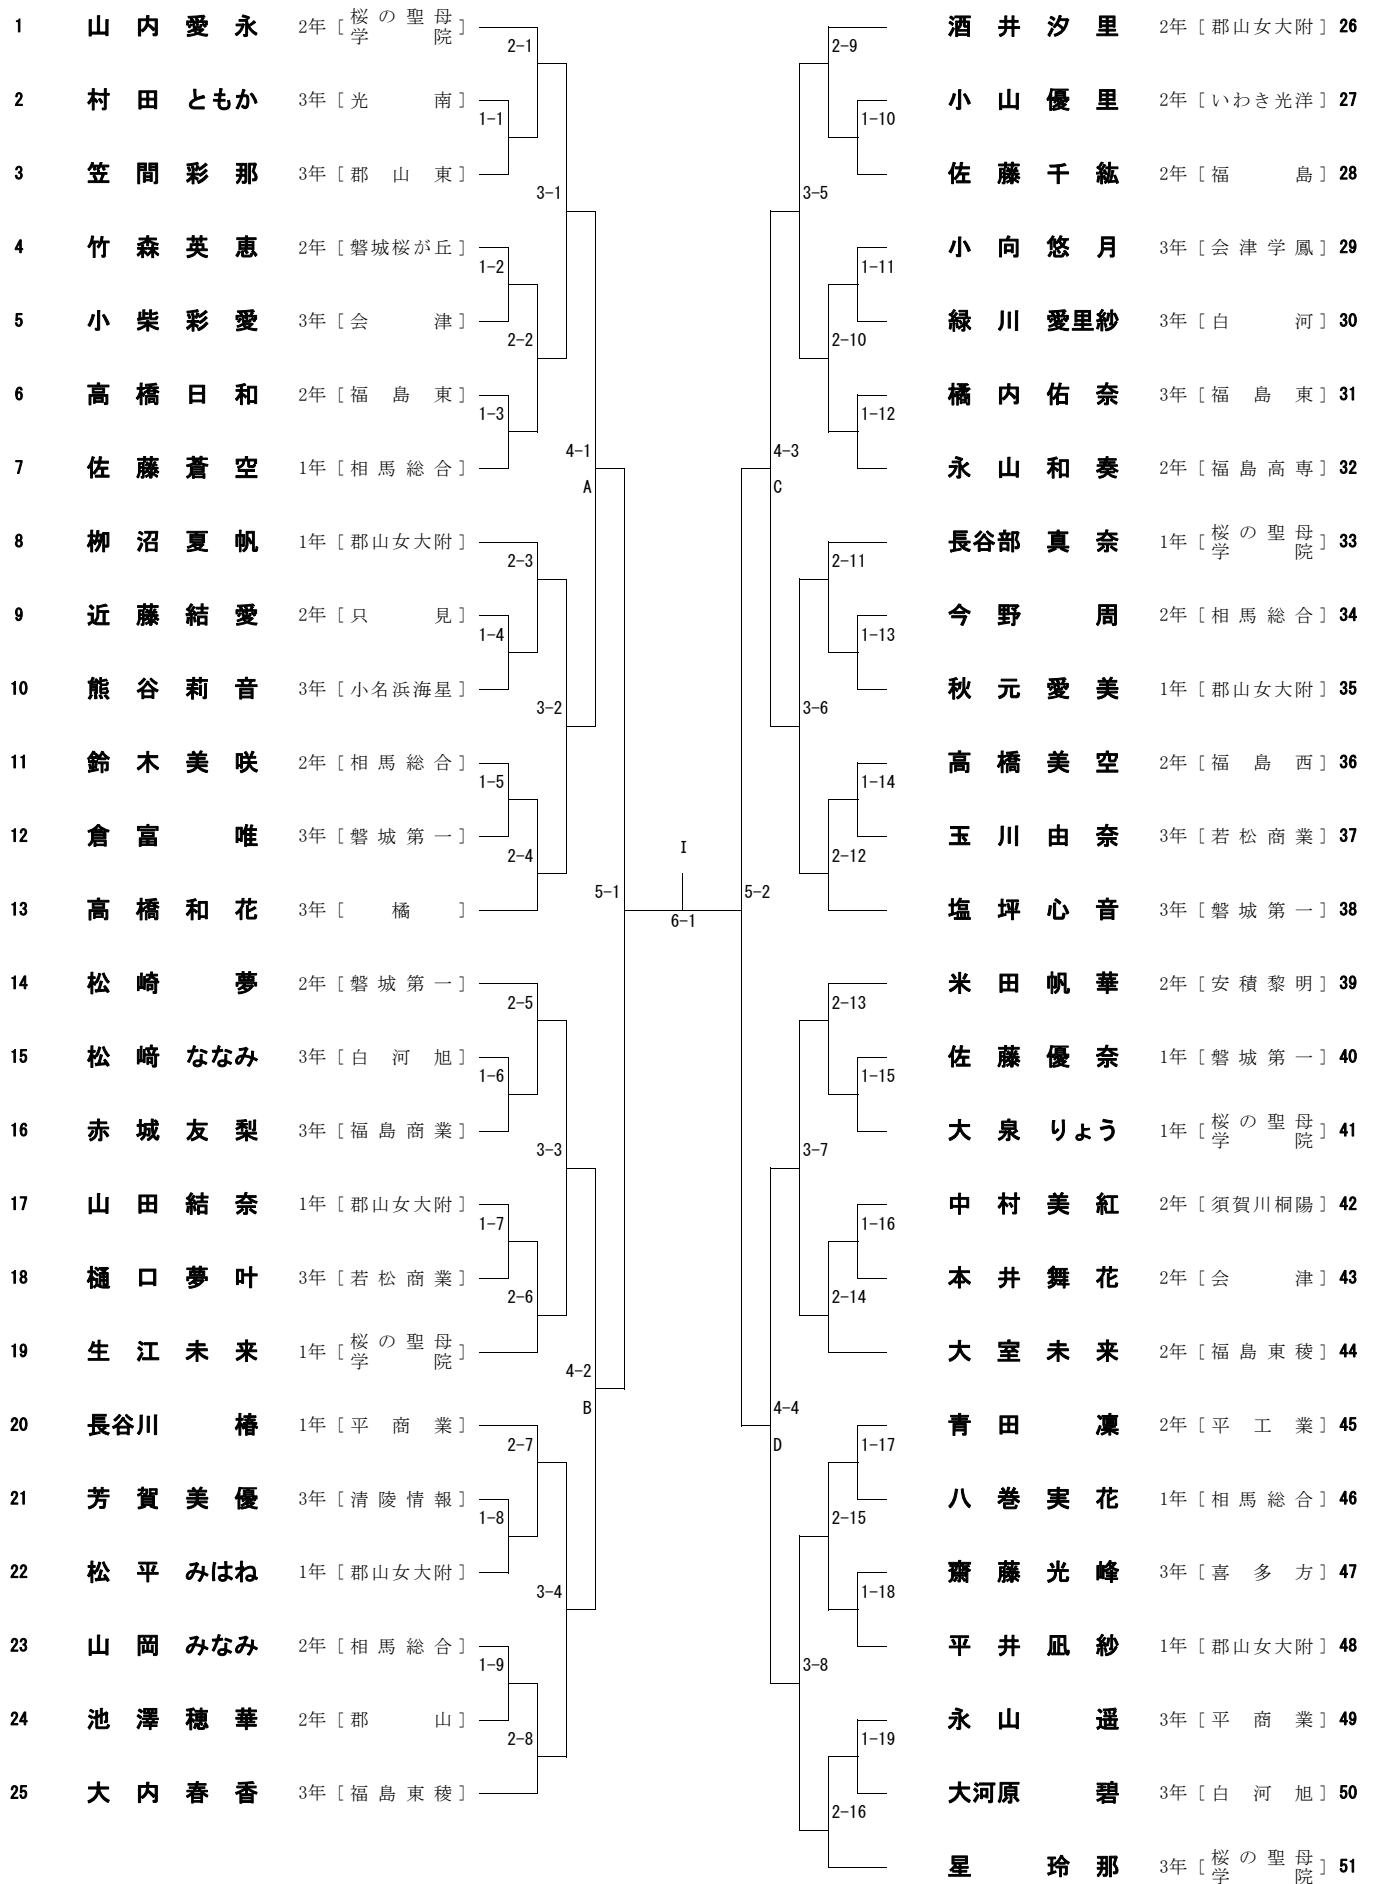 1 山内愛永 2年 [桜の聖母学院]
2-1
2 村田ともか 3年 [光南]
1-1
3 笠間彩那 3年 [郡山東]
3-1
4 竹森英恵 2年 [磐城桜が丘]
1-2
5 小柴彩愛 3年 [会津]
2-2
6 高橋日和 2年 [福島東]
1-3
4-1
7 佐藤蒼空 1年 [相馬総合]
A
8 栁沼夏帆 1年 [郡山女大附]
2-3
9 近藤結愛 2年 [只見]
1-4
10 熊谷莉音 3年 [小名浜海星]
3-2
11 鈴木美咲 2年 [相馬総合]
1-5
12 倉富唯 3年 [磐城第一]
2-4
5-1
13 高橋和花 3年 [橘]
14 松崎夢 2年 [磐城第一]
2-5
15 松﨑ななみ 3年 [白河旭]
1-6
16 赤城友梨 3年 [福島商業]
3-3
17 山田結奈 1年 [郡山女大附]
1-7
18 樋口夢叶 3年 [若松商業]
2-6
19 生江未来 1年 [桜の聖母学院]
4-2
B
20 長谷川椿 1年 [平商業]
2-7
21 芳賀美優 3年 [清陵情報]
1-8
22 松平みはね 1年 [郡山女大附]
3-4
23 山岡みなみ 2年 [相馬総合]
1-9
24 池澤穂華 2年 [郡山]
2-8
25 大内春香 3年 [福島東稜]
I
6-1
酒井汐里 2年 [郡山女大附] 26
2-9
小山優里 2年 [いわき光洋] 27
1-10
佐藤千紘 2年 [福島] 28
3-5
小向悠月 3年 [会津学鳳] 29
1-11
緑川愛里紗 3年 [白河] 30
2-10
橘内佑奈 3年 [福島東] 31
1-12
4-3
永山和奏 2年 [福島高専] 32
C
長谷部真奈 1年 [桜の聖母学院] 33
2-11
今野周 2年 [相馬総合] 34
1-13
秋元愛美 1年 [郡山女大附] 35
3-6
高橋美空 2年 [福島西] 36
1-14
玉川由奈 3年 [若松商業] 37
2-12
5-2
塩坪心音 3年 [磐城第一] 38
米田帆華 2年 [安積黎明] 39
2-13
佐藤優奈 1年 [磐城第一] 40
1-15
大泉りょう 1年 [桜の聖母学院] 41
3-7
中村美紅 2年 [須賀川桐陽] 42
1-16
本井舞花 2年 [会津] 43
2-14
大室未来 2年 [福島東稜] 44
4-4
D
青田凜 2年 [平工業] 45
1-17
八巻実花 1年 [相馬総合] 46
2-15
齋藤光峰 3年 [喜多方] 47
1-18
平井凪紗 1年 [郡山女大附] 48
3-8
永山遥 3年 [平商業] 49
1-19
大河原碧 3年 [白河旭] 50
2-16
星玲那 3年 [桜の聖母学院] 51